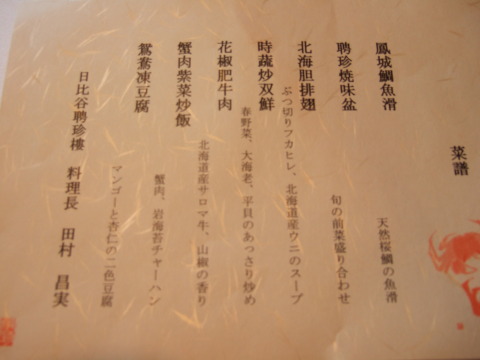 菜譜
鳳城鯛魚滑
天然桜鯛の魚滑
聘珍焼味盆
旬の前菜盛り合わせ
北海胆排翅
ぶつ切りフカヒレ、北海道産ウニのスープ
時蔬炒双鮮
春野菜、大海老、平貝のあっさり炒め
花椒肥牛肉
北海道産サロマ牛、山椒の香り
蟹肉紫菜炒飯
蟹肉、岩海苔チャーハン
鴛鴦凍豆腐
マンゴーと杏仁の二色豆腐
日比谷聘珍樓 料理長 田村 昌実